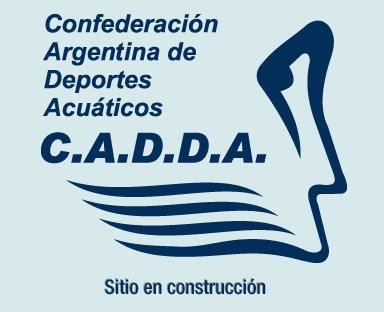 Confederación
Argentina de
Deportes
Acuáticos
C.A.D.D.A.
Sitio en construcción